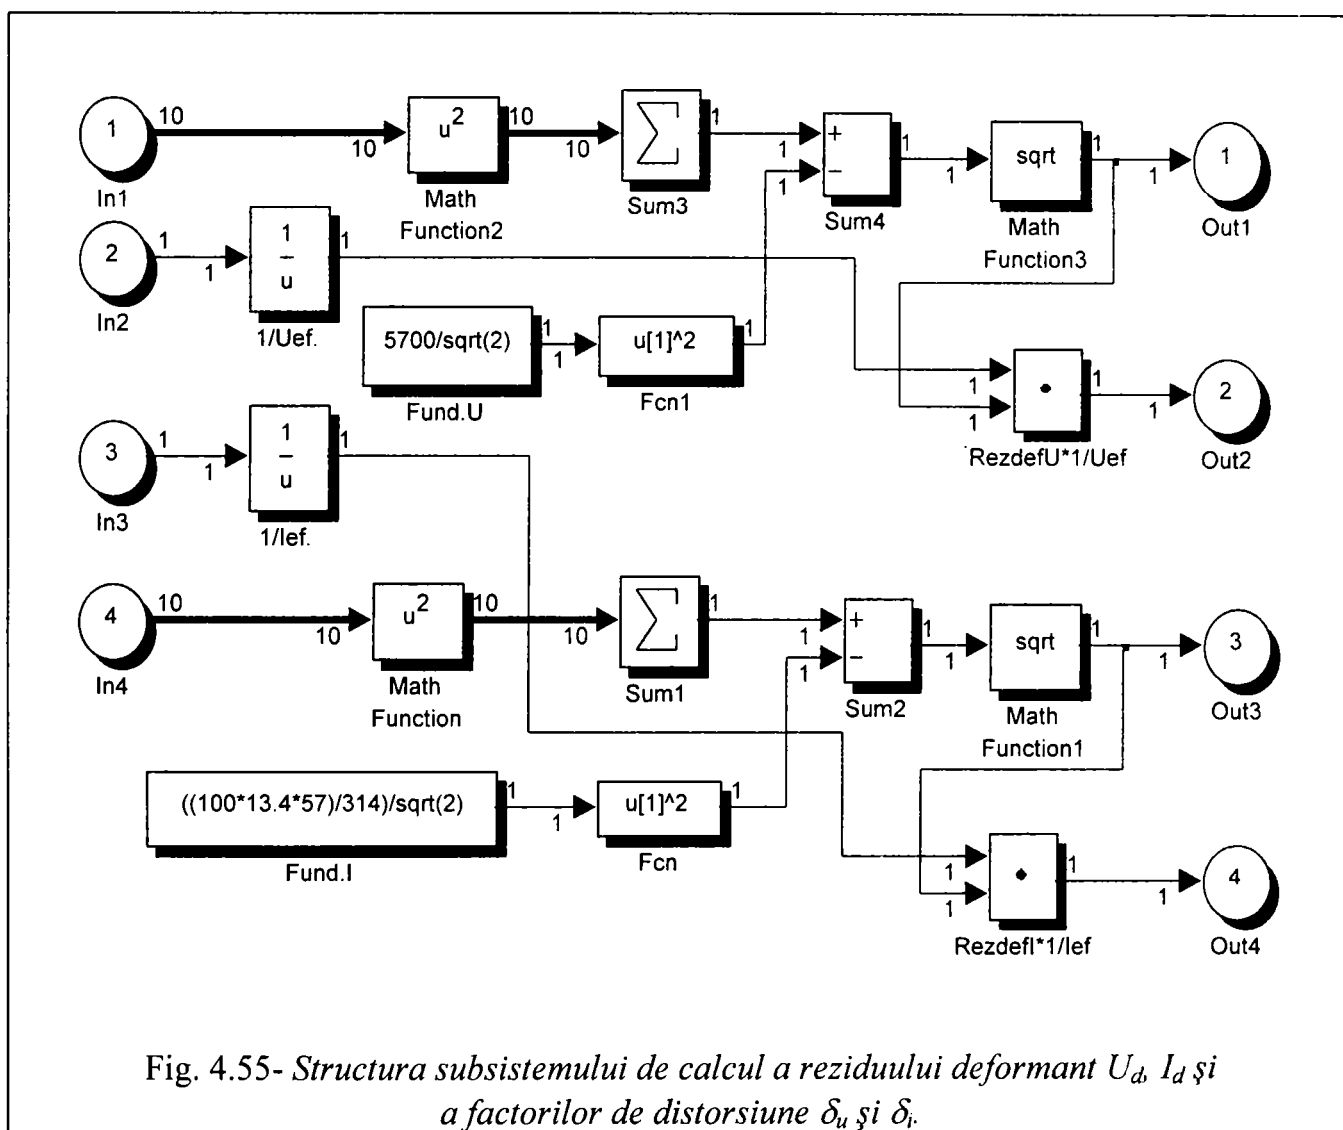 1
10
10
u²
10
10
Σ
1
1
+
−
1
1
1
sqrt
1
1
1
In1
Math
Function2
Sum3
Sum4
Math
Function3
Out1
2
1
1
1
u
1
In2
1/Uef.
5700/sqrt(2)
1
1
u[1]^2
1
Fund.U
Fcn1
1
1
•
1
1
2
RezdefU*1/Uef
Out2
3
1
1
1
u
1
In3
1/Ief.
4
10
10
u²
10
10
Σ
1
1
+
−
1
1
1
sqrt
1
1
3
In4
Math
Function
Sum1
Sum2
Math
Function1
Out3
((100*13.4*57)/314)/sqrt(2)
1
1
u[1]^2
1
Fund.I
Fcn
1
1
•
1
1
4
RezdefI*1/Ief
Out4
Fig. 4.55- Structura subsistemului de calcul a reziduului deformant U_d, I_d şi
a factorilor de distorsiune δ_u şi δ_i.